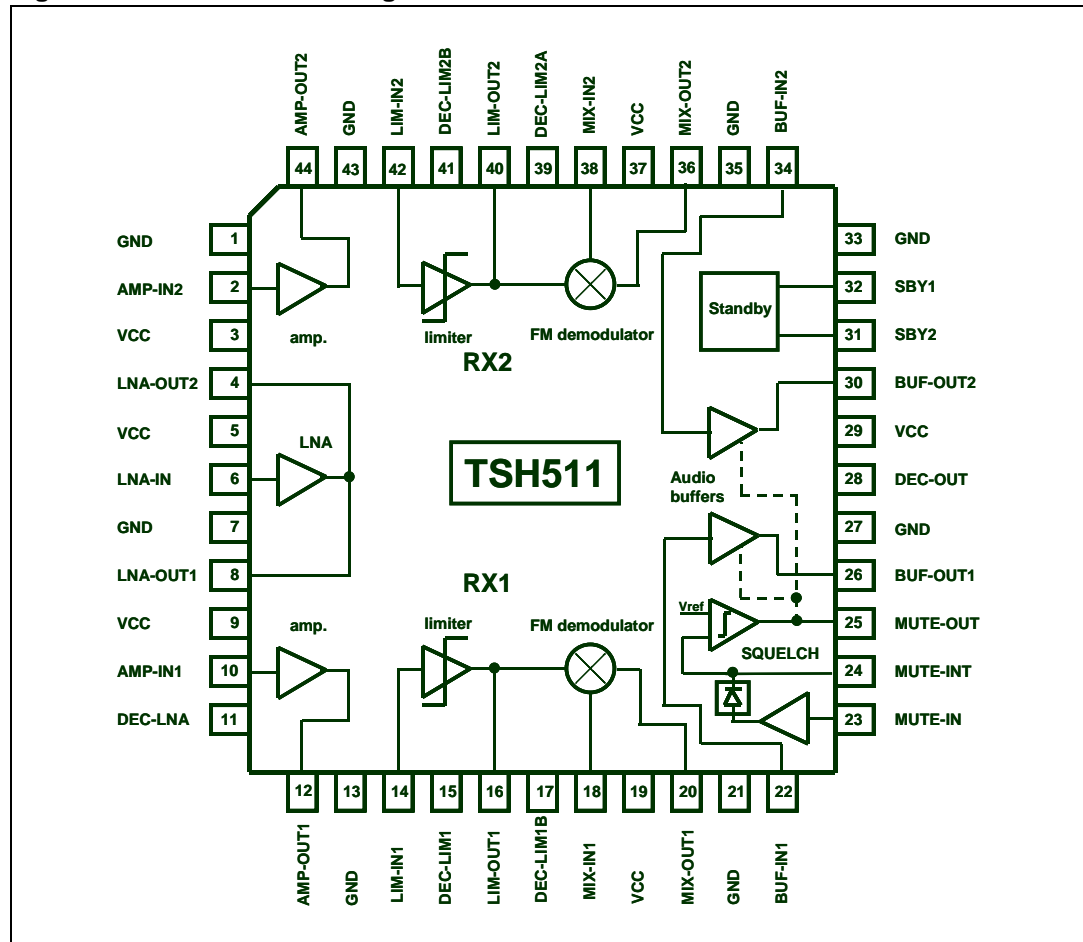 AMP-OUT2
GND
LIM-IN2
DEC-LIM2B
LIM-OUT2
DEC-LIM2A
MIX-IN2
VCC
MIX-OUT2
GND
BUF-IN2
44
43
42
41
40
39
38
37
36
35
34
GND
1
AMP-IN2
2
VCC
3
LNA-OUT2
4
VCC
5
LNA-IN
6
GND
7
LNA-OUT1
8
VCC
9
AMP-IN1
10
DEC-LNA
11
amp.
limiter
FM demodulator
RX2
Standby
LNA
TSH511
Audio
buffers
RX1
amp.
limiter
FM demodulator
Vref
SQUELCH
33
GND
32
SBY1
31
SBY2
30
BUF-OUT2
29
VCC
28
DEC-OUT
27
GND
26
BUF-OUT1
25
MUTE-OUT
24
MUTE-INT
23
MUTE-IN
12
13
14
15
16
17
18
19
20
21
22
AMP-OUT1
GND
LIM-IN1
DEC-LIM1
LIM-OUT1
DEC-LIM1B
MIX-IN1
VCC
MIX-OUT1
GND
BUF-IN1